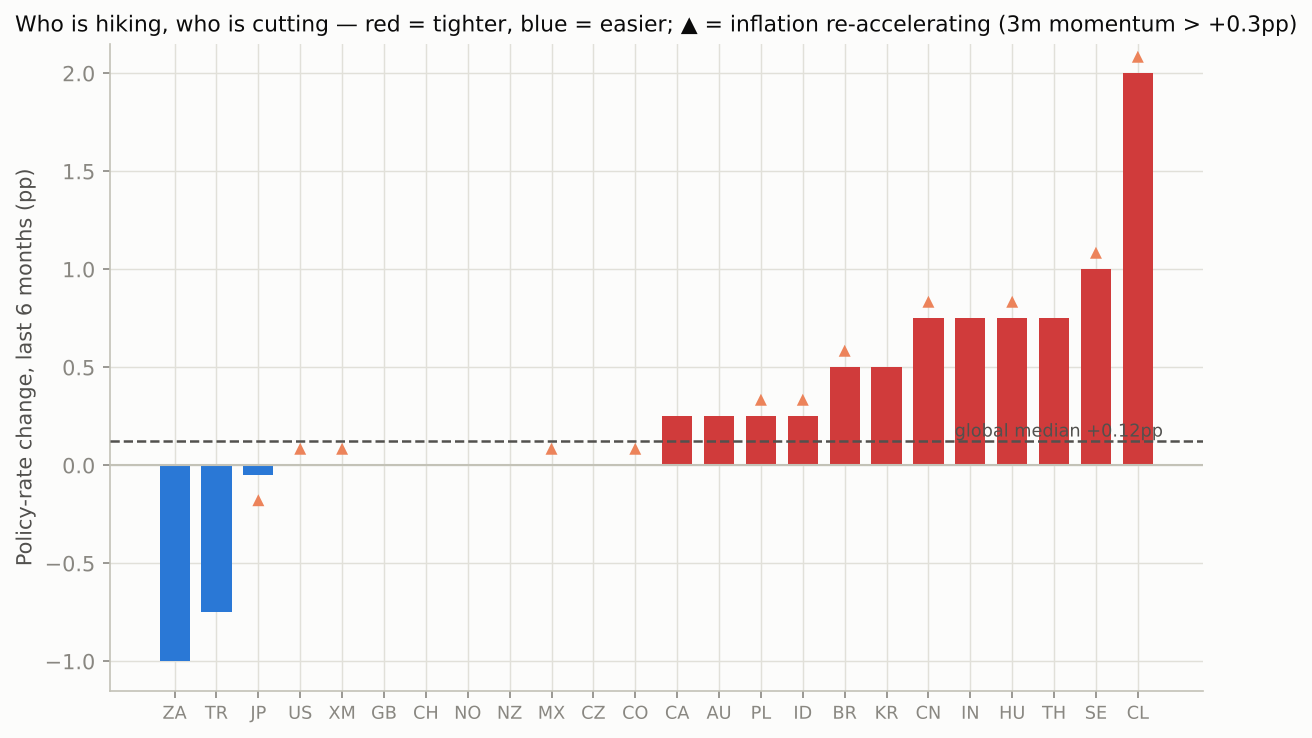 Who is hiking, who is cutting — red = tighter, blue = easier; ▲ = inflation re-accelerating (3m momentum > +0.3pp)
Policy-rate change, last 6 months (pp)
2.0
1.5
1.0
0.5
0.0
−0.5
−1.0
global median +0.12pp
ZA TR JP US XM GB CH NO NZ MX CZ CO CA AU PL ID BR KR CN IN HU TH SE CL